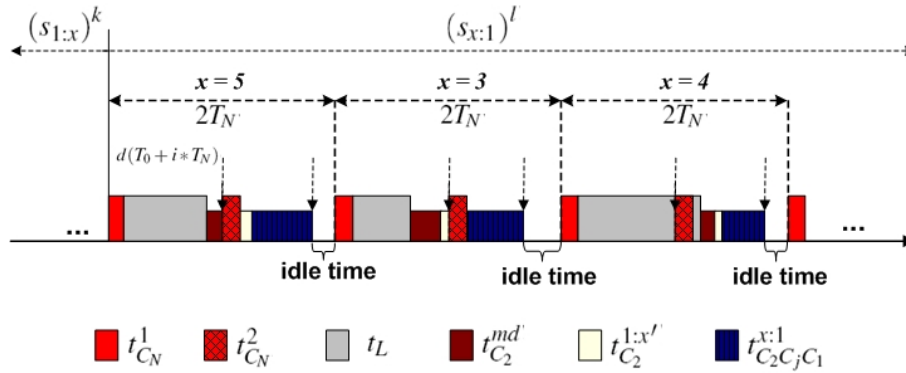 (s_{1:x})^k (s_{x:1})^{l'}
x = 5 x = 3 x = 4
2T_{N'} 2T_{N'} 2T_{N'}
d(T_0 + i * T_N)
... ...
idle time idle time idle time
t^1_{C_N} t^2_{C_N} t_L t^{md'}_{C_2} t^{1:x''}_{C_2} t^{x:1}_{C_2C_jC_1}